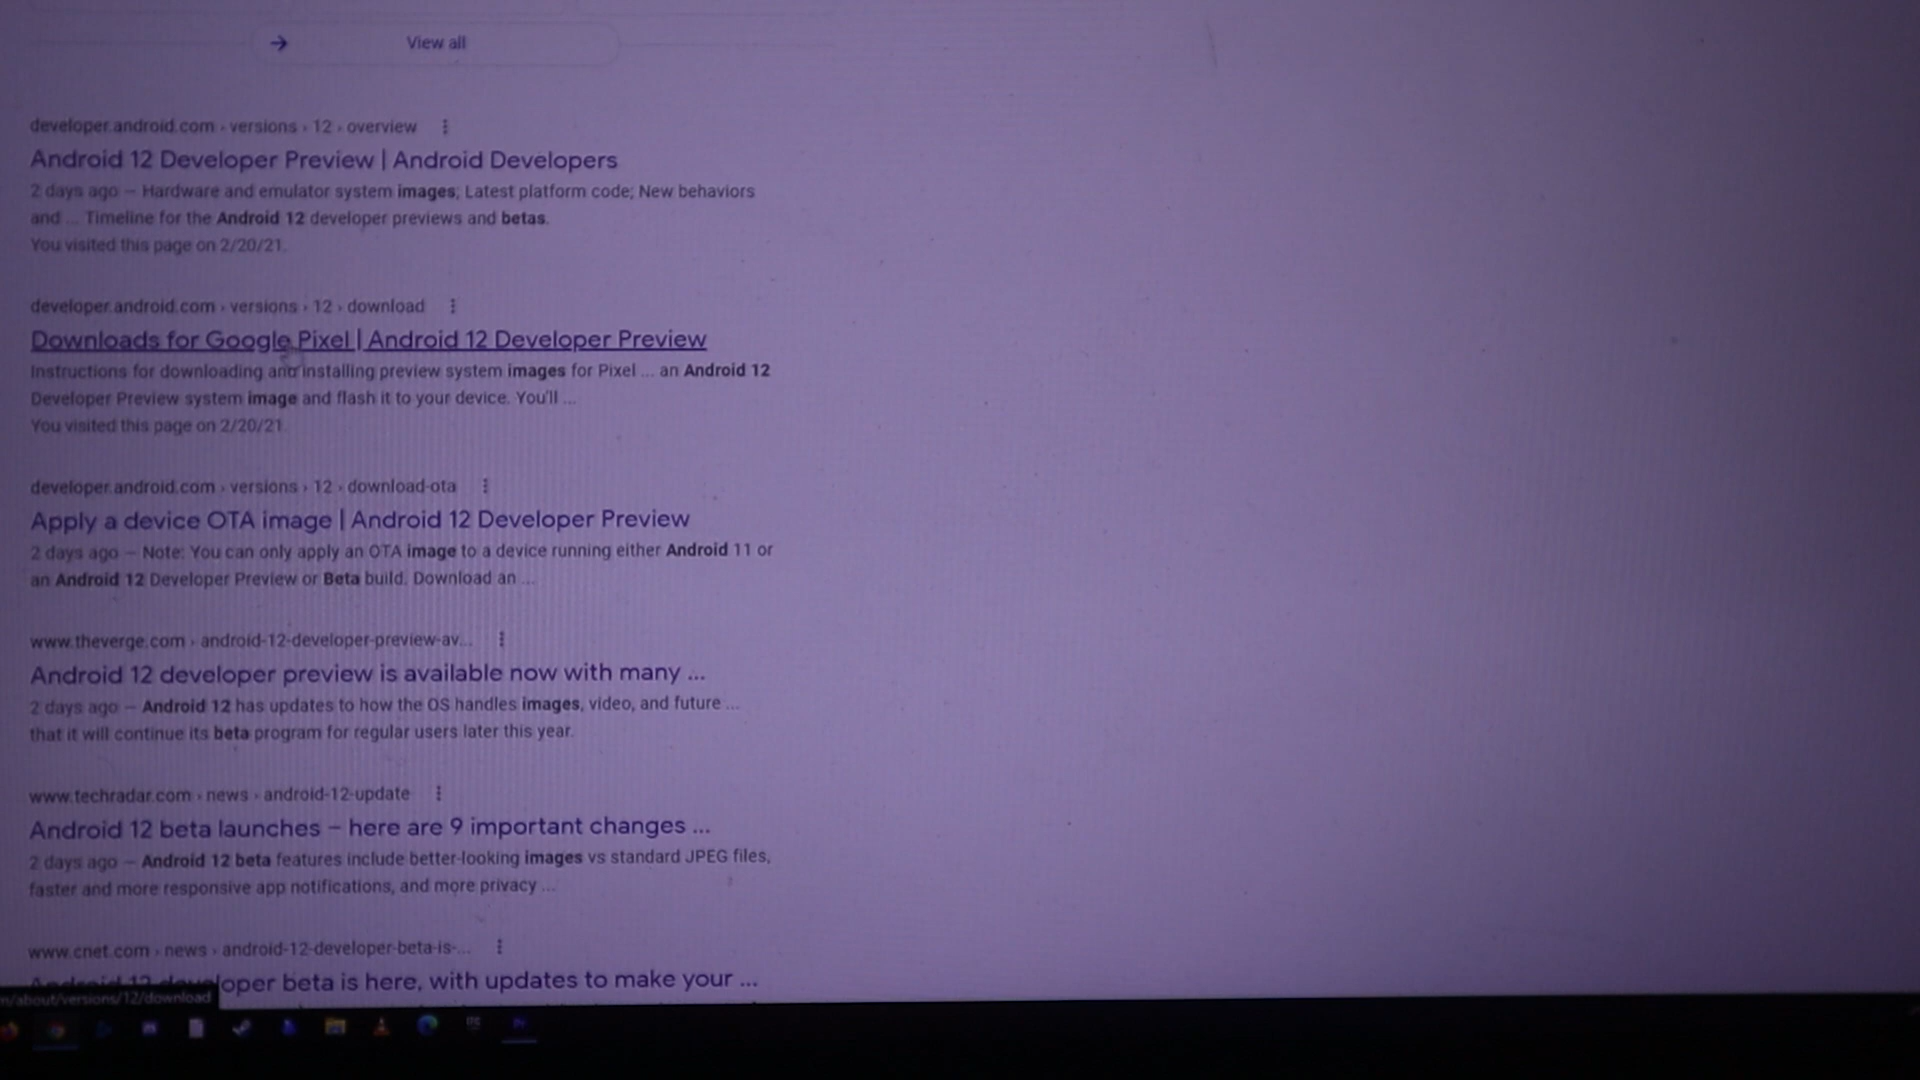 View all
developer.android.com › versions › 12 › overview
Android 12 Developer Preview | Android Developers
2 days ago — Hardware and emulator system images; Latest platform code; New behaviors
and ... Timeline for the Android 12 developer previews and betas.
You visited this page on 2/20/21.
developer.android.com › versions › 12 › download
Downloads for Google Pixel | Android 12 Developer Preview
Instructions for downloading and installing preview system images for Pixel ... an Android 12
Developer Preview system image and flash it to your device. You'll ...
You visited this page on 2/20/21.
developer.android.com › versions › 12 › download-ota
Apply a device OTA image | Android 12 Developer Preview
2 days ago — Note: You can only apply an OTA image to a device running either Android 11 or
an Android 12 Developer Preview or Beta build. Download an ...
www.theverge.com › android-12-developer-preview-av...
Android 12 developer preview is available now with many ...
2 days ago — Android 12 has updates to how the OS handles images, video, and future ...
that it will continue its beta program for regular users later this year.
www.techradar.com › news › android-12-update
Android 12 beta launches – here are 9 important changes ...
2 days ago — Android 12 beta features include better-looking images vs standard JPEG files,
faster and more responsive app notifications, and more privacy ...
www.cnet.com › news › android-12-developer-beta-is-...
Android 12 developer beta is here, with updates to make your ...
m/about/versions/12/download